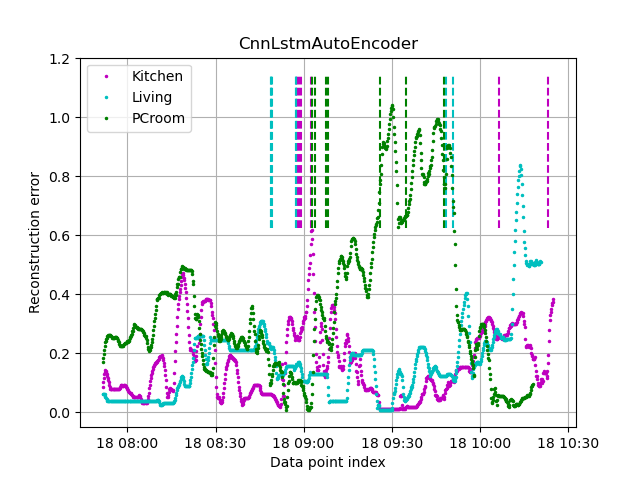 CnnLstmAutoEncoder
Kitchen
Living
PCroom
1.2
1.0
0.8
0.6
0.4
0.2
0.0
Reconstruction error
18 08:00 18 08:30 18 09:00 18 09:30 18 10:00 18 10:30
Data point index